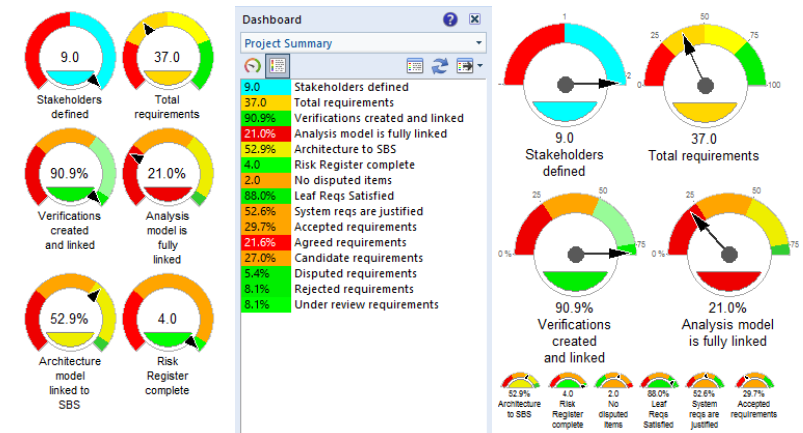 9.0
37.0
Stakeholders
defined
Total
requirements
90.9%
21.0%
Verifications
created
and linked
Analysis
model is
fully
linked
52.9%
4.0
Architecture
model
linked to
SBS
Risk
Register
complete
Dashboard
Project Summary
9.0 Stakeholders defined
37.0 Total requirements
90.9% Verifications created and linked
21.0% Analysis model is fully linked
52.9% Architecture to SBS
4.0 Risk Register complete
2.0 No disputed items
88.0% Leaf Reqs Satisfied
52.6% System reqs are justified
29.7% Accepted requirements
21.6% Agreed requirements
27.0% Candidate requirements
5.4% Disputed requirements
8.1% Rejected requirements
8.1% Under review requirements
1
2
9.0
Stakeholders
defined
0
25
50
75
100
37.0
Total requirements
0 %
25
50
75
90.9%
Verifications
created
and linked
0 %
25
50
75
21.0%
Analysis model
is fully linked
52.9%
Architecture
to SBS
4.0
Risk
Register
complete
2.0
No
disputed
items
88.0%
Leaf
Reqs
Satisfied
52.6%
System
reqs are
justified
29.7%
Accepted
requirements